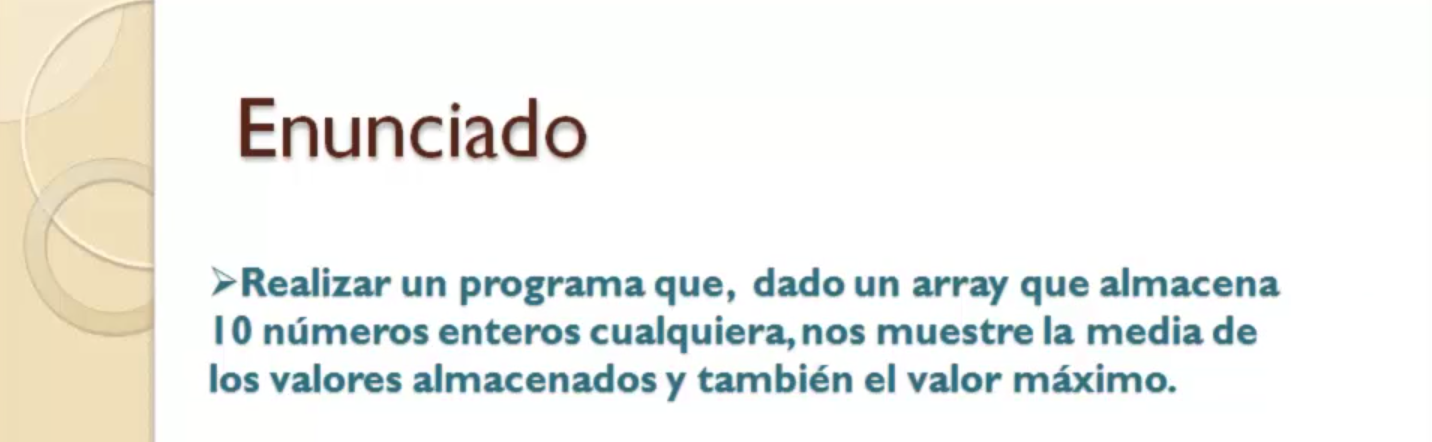 Enunciado
➢Realizar un programa que, dado un array que almacena
10 números enteros cualquiera, nos muestre la media de
los valores almacenados y también el valor máximo.